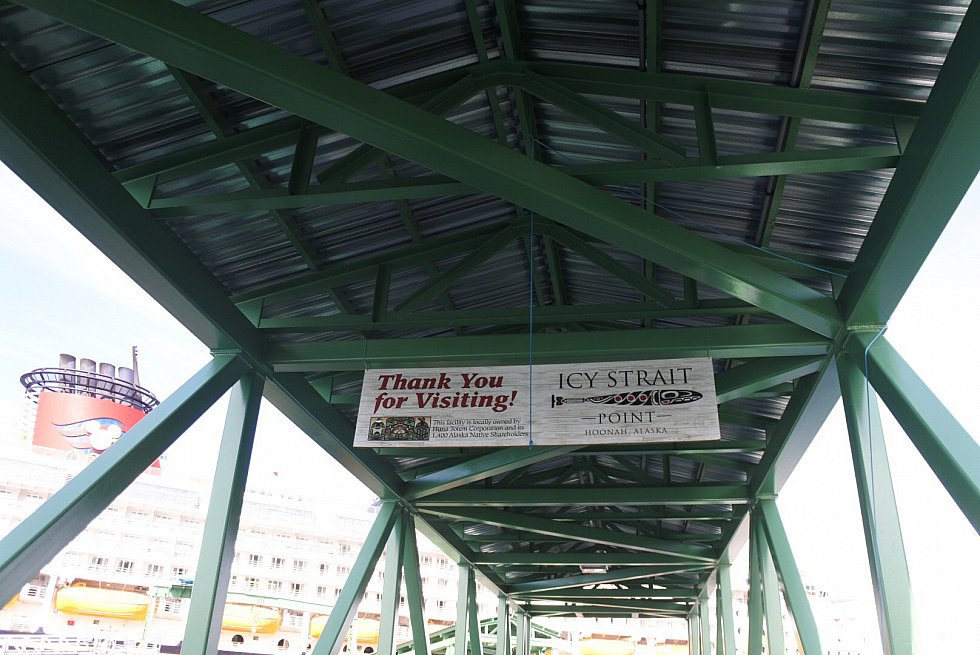 Thank You
for Visiting!
This facility is locally owned by
Huna Totem Corporation and its
1,400 Alaska Native Shareholders
ICY STRAIT
POINT
HOONAH, ALASKA